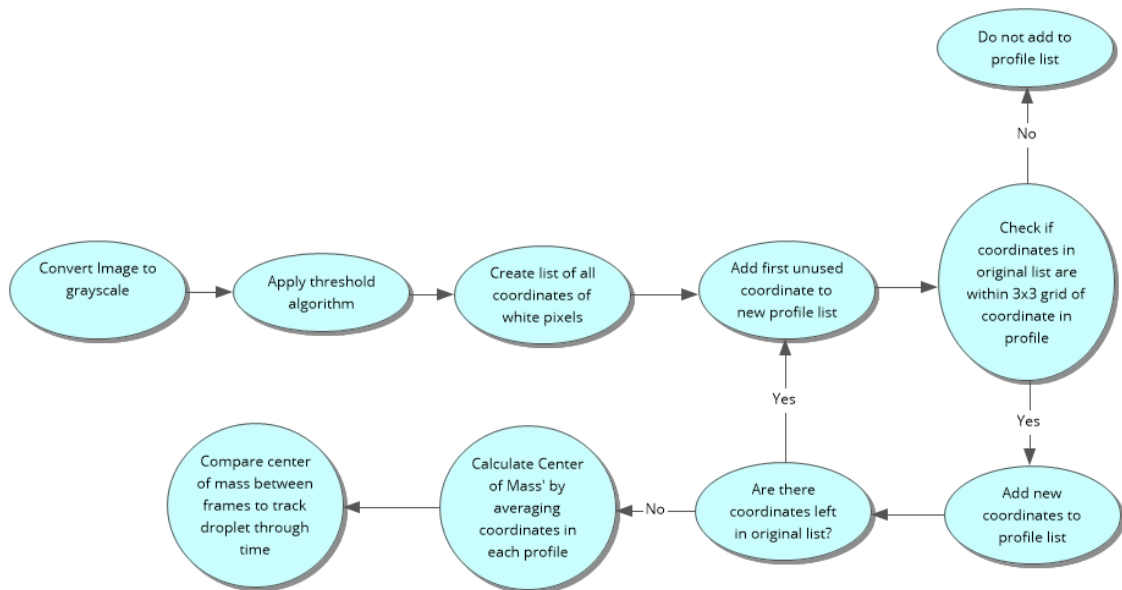 Do not add to
profile list
No
Convert Image to
grayscale
Apply threshold
algorithm
Create list of all
coordinates of
white pixels
Add first unused
coordinate to
new profile list
Check if
coordinates in
original list are
within 3x3 grid of
coordinate in
profile
Yes
Yes
Add new
coordinates to
profile list
Are there
coordinates left
in original list?
No
Calculate Center
of Mass' by
averaging
coordinates in
each profile
Compare center
of mass between
frames to track
droplet through
time